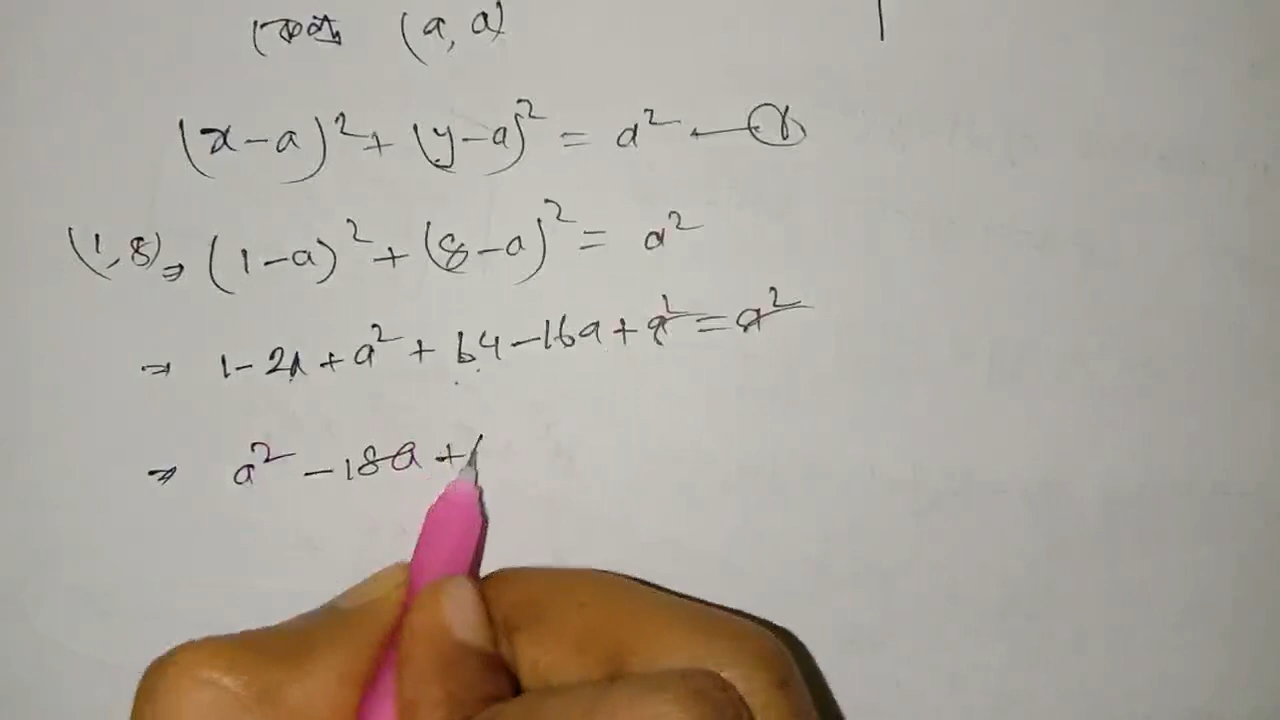 কেন্দ্র (a, a)
(x-a)² + (y-a)² = a²
(1,8)⇒ (1-a)² + (8-a)² = a²
⇒ 1-2a + a² + 64 -16a + a² = a²
⇒ a² - 18a +